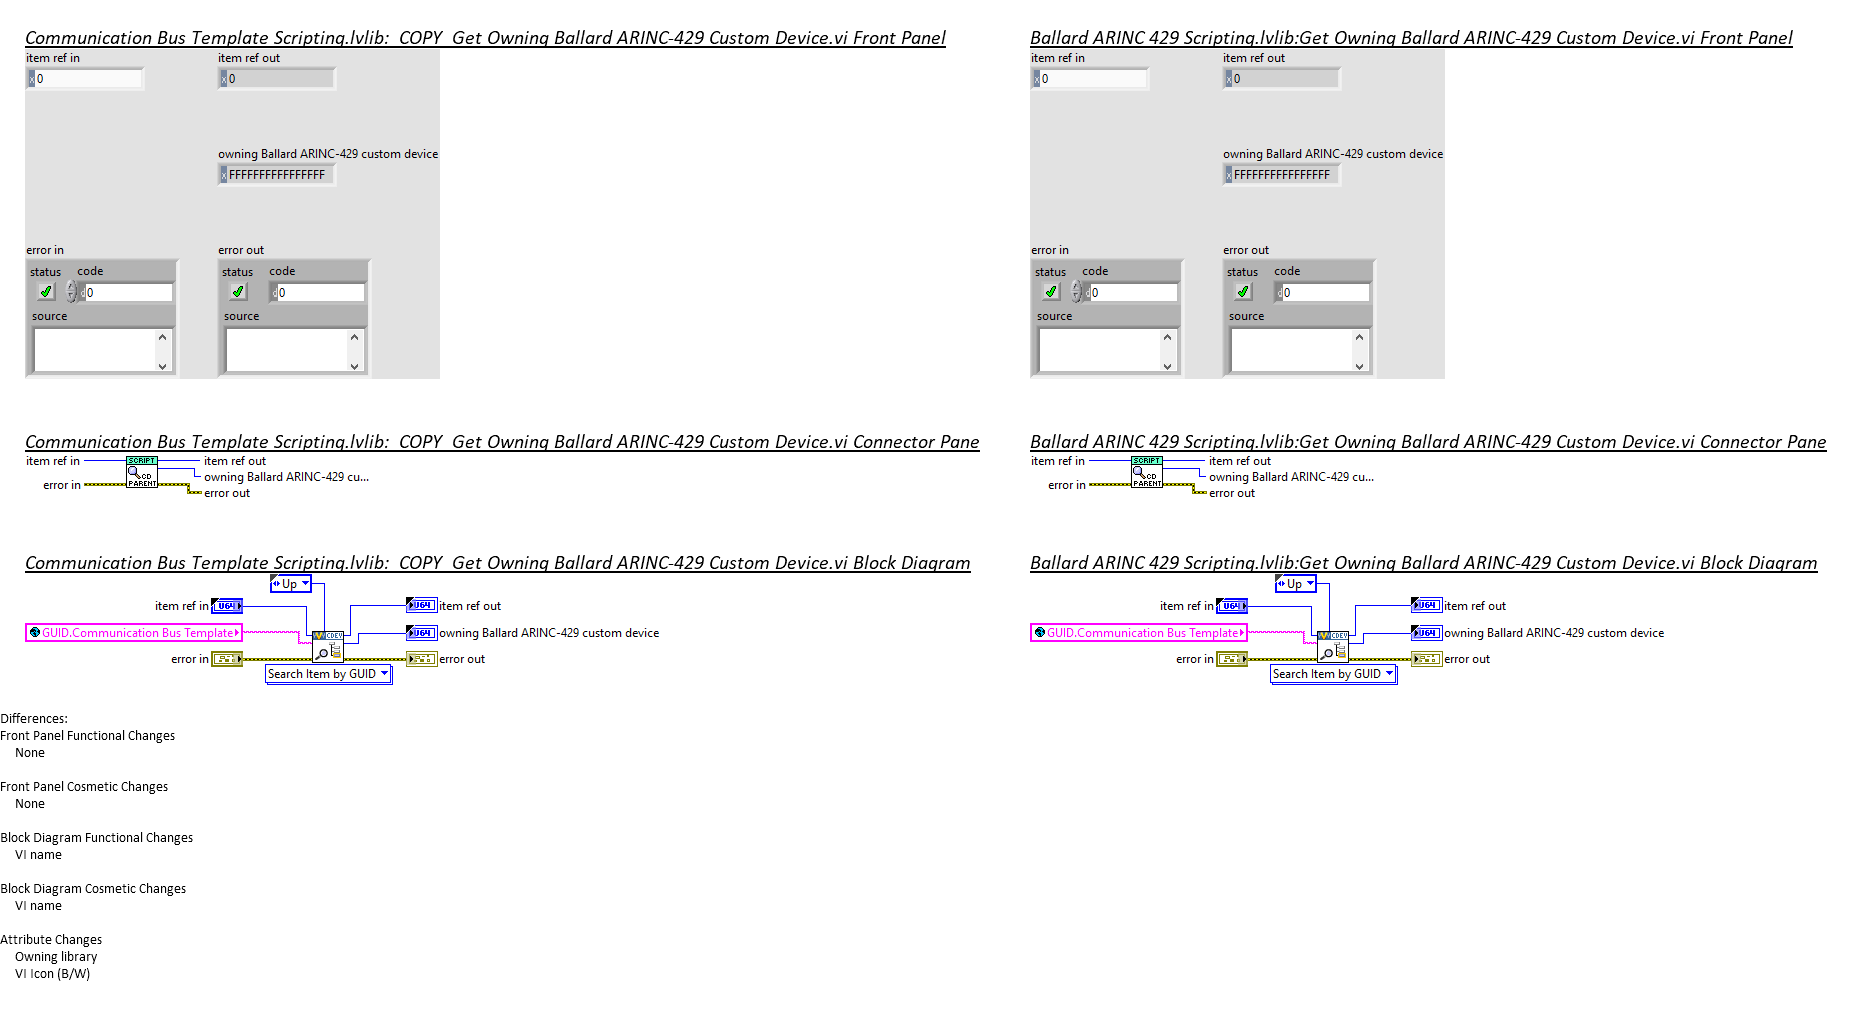 Communication Bus Template Scripting.lvlib:  COPY  Get Owning Ballard ARINC-429 Custom Device.vi Front Panel
item ref in
item ref out
x 0
x 0
owning Ballard ARINC-429 custom device
x FFFFFFFFFFFFFFFF
error in
error out
status code
status code
d 0
d 0
source
source
Communication Bus Template Scripting.lvlib:  COPY  Get Owning Ballard ARINC-429 Custom Device.vi Connector Pane
item ref in
SCRIPT
CD
PARENT
item ref out
owning Ballard ARINC-429 cu...
error in
error out
Communication Bus Template Scripting.lvlib:  COPY  Get Owning Ballard ARINC-429 Custom Device.vi Block Diagram
Up
item ref in U64
U64 item ref out
GUID.Communication Bus Template
CDEV
U64 owning Ballard ARINC-429 custom device
error in
error out
Search Item by GUID
Differences:
Front Panel Functional Changes
None
Front Panel Cosmetic Changes
None
Block Diagram Functional Changes
VI name
Block Diagram Cosmetic Changes
VI name
Attribute Changes
Owning library
VI Icon (B/W)
Ballard ARINC 429 Scripting.lvlib:Get Owning Ballard ARINC-429 Custom Device.vi Front Panel
item ref in
item ref out
x 0
x 0
owning Ballard ARINC-429 custom device
x FFFFFFFFFFFFFFFF
error in
error out
status code
status code
d 0
d 0
source
source
Ballard ARINC 429 Scripting.lvlib:Get Owning Ballard ARINC-429 Custom Device.vi Connector Pane
item ref in
SCRIPT
CD
PARENT
item ref out
owning Ballard ARINC-429 cu...
error in
error out
Ballard ARINC 429 Scripting.lvlib:Get Owning Ballard ARINC-429 Custom Device.vi Block Diagram
Up
item ref in U64
U64 item ref out
GUID.Communication Bus Template
CDEV
U64 owning Ballard ARINC-429 custom device
error in
error out
Search Item by GUID